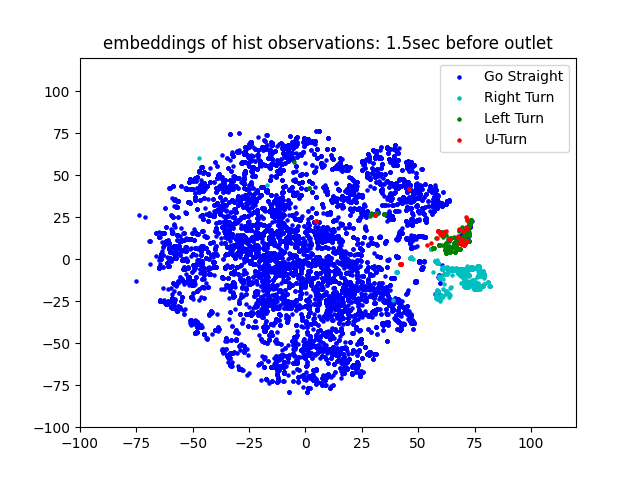 embeddings of hist observations: 1.5sec before outlet
Go Straight
Right Turn
Left Turn
U-Turn
100
75
50
25
0
−25
−50
−75
−100
−100 −75 −50 −25 0 25 50 75 100